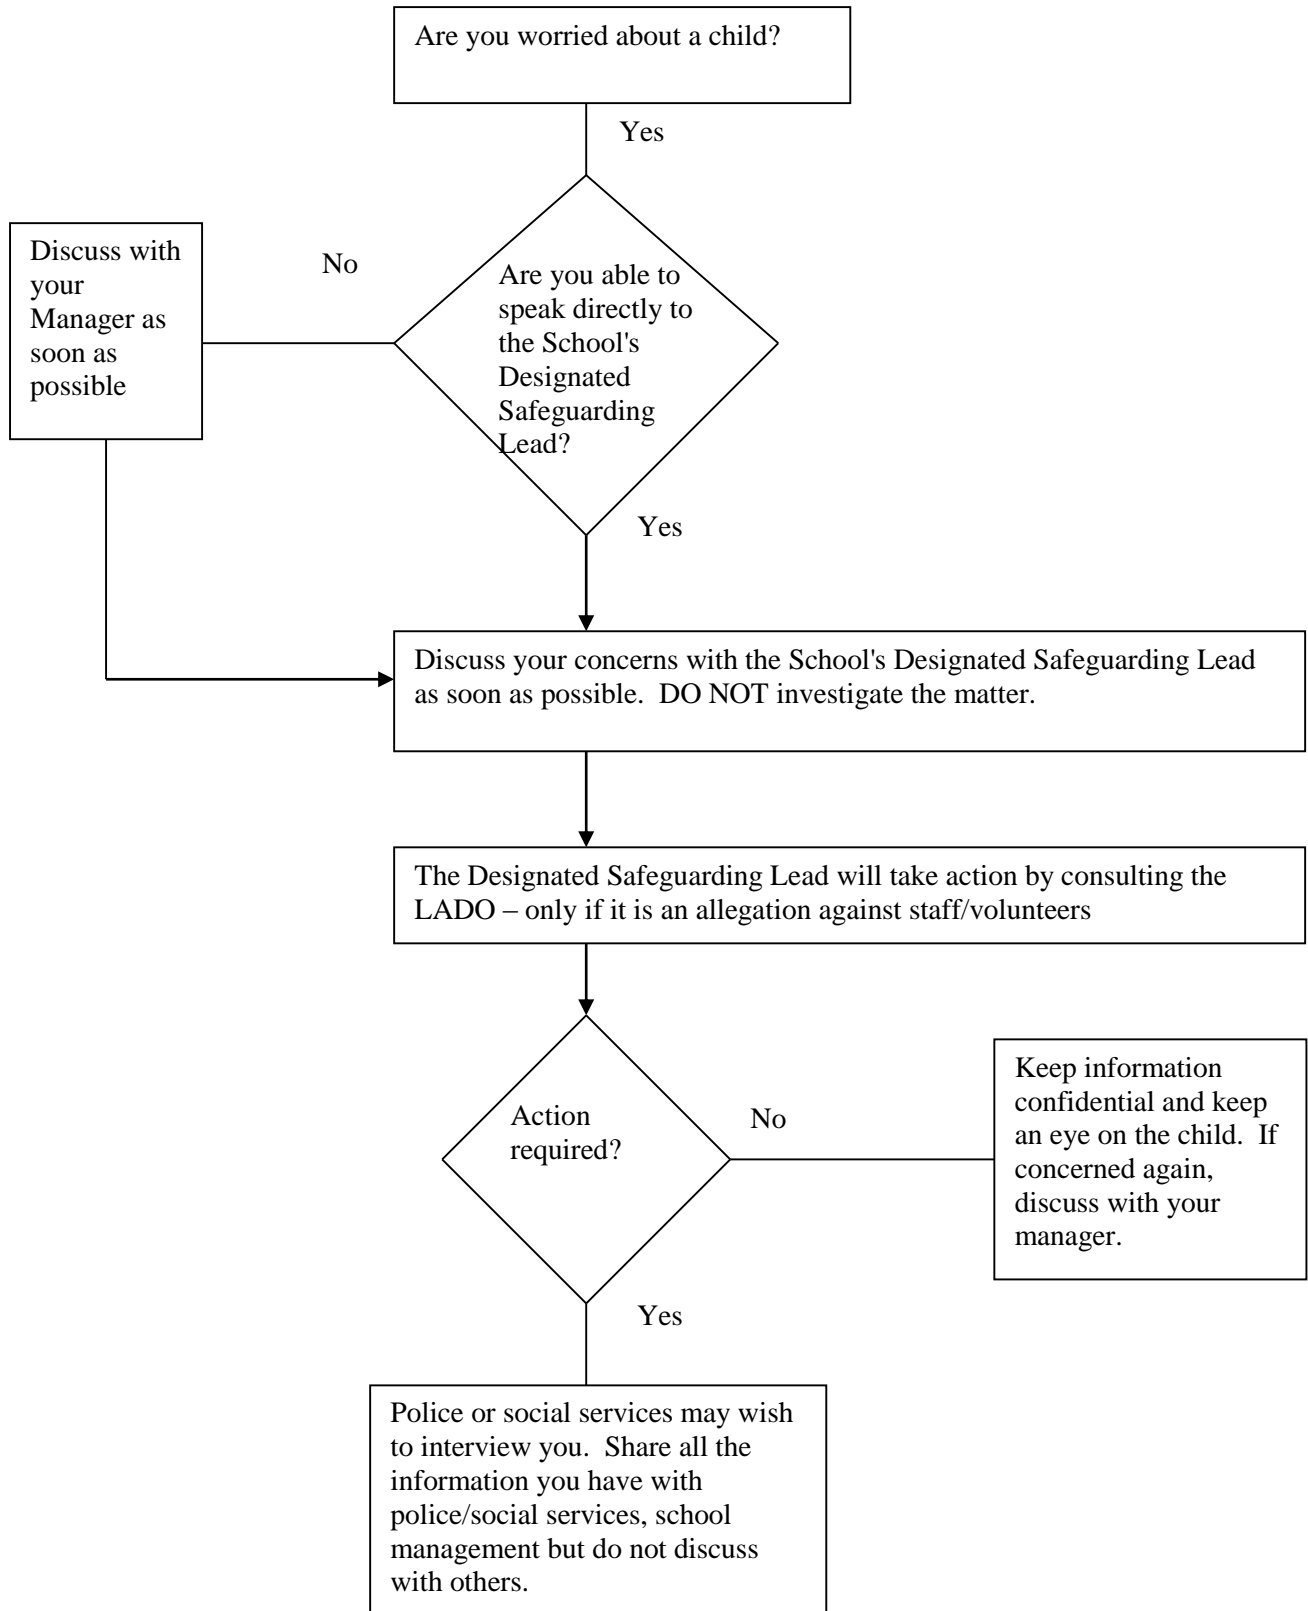 Are you worried about a child?
Yes
Discuss with
your
Manager as
soon as
possible
No
Are you able to
speak directly to
the School's
Designated
Safeguarding
Lead?
Yes
Discuss your concerns with the School's Designated Safeguarding Lead
as soon as possible.  DO NOT investigate the matter.
The Designated Safeguarding Lead will take action by consulting the
LADO – only if it is an allegation against staff/volunteers
Action
required?
No
Keep information
confidential and keep
an eye on the child.  If
concerned again,
discuss with your
manager.
Yes
Police or social services may wish
to interview you.  Share all the
information you have with
police/social services, school
management but do not discuss
with others.